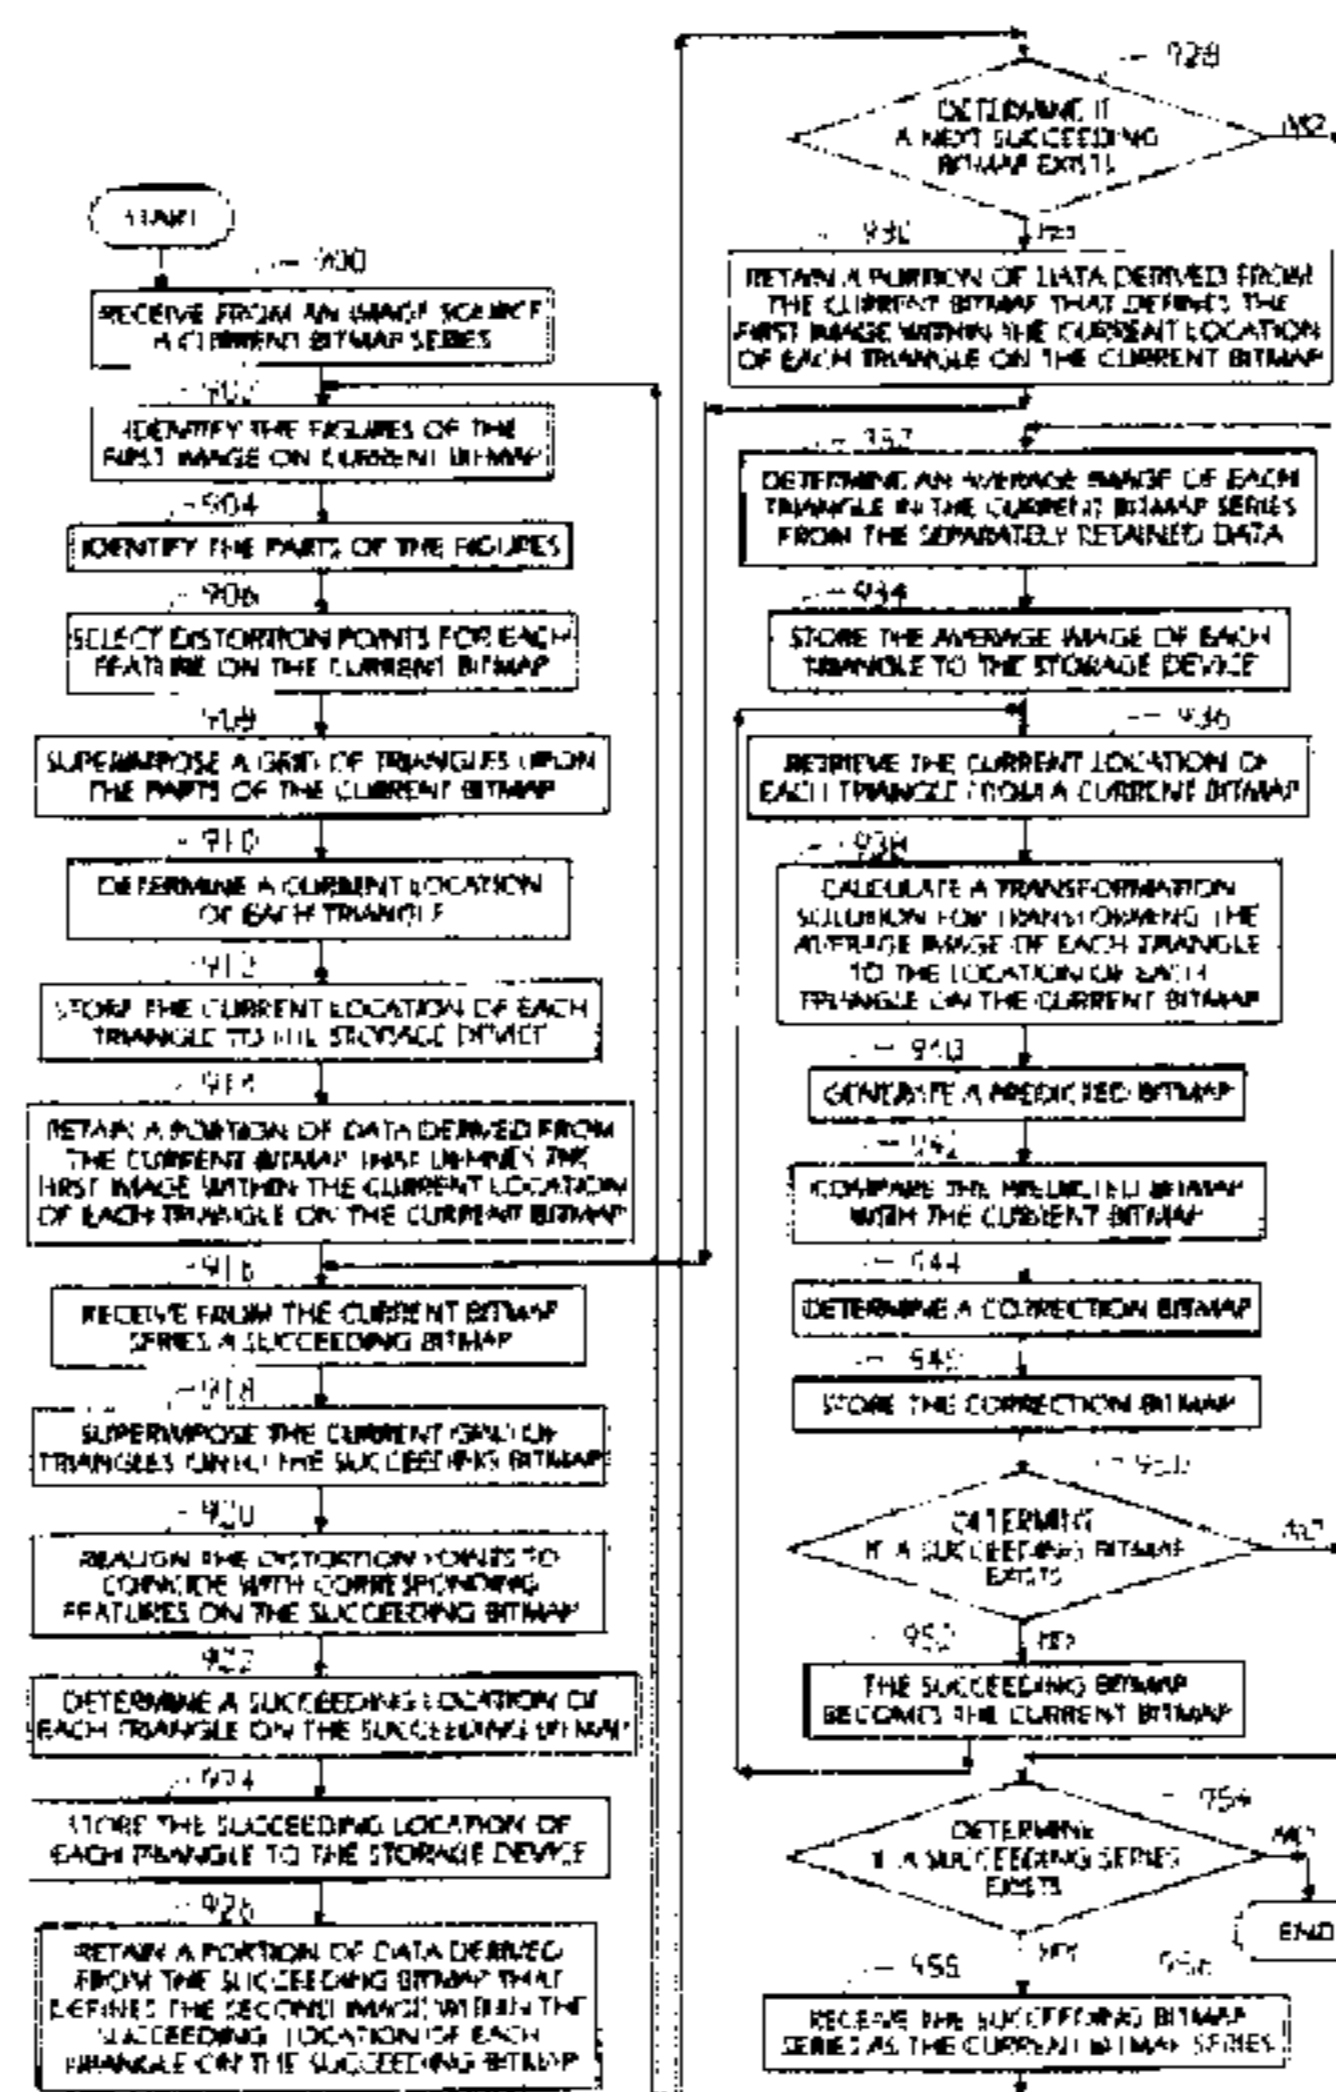 START
900
RECEIVE FROM AN IMAGE SOURCE
A CURRENT BITMAP SERIES
902
IDENTIFY THE FIGURES OF THE
FIRST IMAGE ON CURRENT BITMAP
904
IDENTIFY THE PARTS OF THE FIGURES
906
SELECT DISTORTION POINTS FOR EACH
FEATURE ON THE CURRENT BITMAP
908
SUPERIMPOSE A GRID OF TRIANGLES UPON
THE PARTS OF THE CURRENT BITMAP
910
DETERMINE A CURRENT LOCATION
OF EACH TRIANGLE
912
STORE THE CURRENT LOCATION OF EACH
TRIANGLE TO THE STORAGE DEVICE
914
RETAIN A PORTION OF DATA DERIVED FROM
THE CURRENT BITMAP THAT DEFINES THE
FIRST IMAGE WITHIN THE CURRENT LOCATION
OF EACH TRIANGLE ON THE CURRENT BITMAP
916
RECEIVE FROM THE CURRENT BITMAP
SERIES A SUCCEEDING BITMAP
918
SUPERIMPOSE THE CURRENT GRID OF
TRIANGLES ONTO THE SUCCEEDING BITMAP
920
REALIGN THE DISTORTION POINTS TO
COINCIDE WITH CORRESPONDING
FEATURES ON THE SUCCEEDING BITMAP
922
DETERMINE A SUCCEEDING LOCATION OF
EACH TRIANGLE ON THE SUCCEEDING BITMAP
924
STORE THE SUCCEEDING LOCATION OF
EACH TRIANGLE TO THE STORAGE DEVICE
926
RETAIN A PORTION OF DATA DERIVED
FROM THE SUCCEEDING BITMAP THAT
DEFINES THE SECOND IMAGE WITHIN THE
SUCCEEDING LOCATION OF EACH
TRIANGLE ON THE SUCCEEDING BITMAP
928
DETERMINE IF
A NEXT SUCCEEDING
BITMAP EXISTS
NO
YES
930
RETAIN A PORTION OF DATA DERIVED FROM
THE CURRENT BITMAP THAT DEFINES THE
FIRST IMAGE WITHIN THE CURRENT LOCATION
OF EACH TRIANGLE ON THE CURRENT BITMAP
932
DETERMINE AN AVERAGE IMAGE OF EACH
TRIANGLE IN THE CURRENT BITMAP SERIES
FROM THE SEPARATELY RETAINED DATA
934
STORE THE AVERAGE IMAGE OF EACH
TRIANGLE TO THE STORAGE DEVICE
936
RETRIEVE THE CURRENT LOCATION OF
EACH TRIANGLE FROM A CURRENT BITMAP
938
CALCULATE A TRANSFORMATION
SOLUTION FOR TRANSFORMING THE
AVERAGE IMAGE OF EACH TRIANGLE
TO THE LOCATION OF EACH
TRIANGLE ON THE CURRENT BITMAP
940
GENERATE A PREDICTED BITMAP
942
COMPARE THE PREDICTED BITMAP
WITH THE CURRENT BITMAP
944
DETERMINE A CORRECTION BITMAP
STORE THE CORRECTION BITMAP
950
DETERMINE
IF A SUCCEEDING BITMAP
EXISTS
NO
952
YES
THE SUCCEEDING BITMAP
BECOMES THE CURRENT BITMAP
954
DETERMINE
IF A SUCCEEDING SERIES
EXISTS
NO
END
YES
956
RECEIVE THE SUCCEEDING BITMAP
SERIES AS THE CURRENT BITMAP SERIES